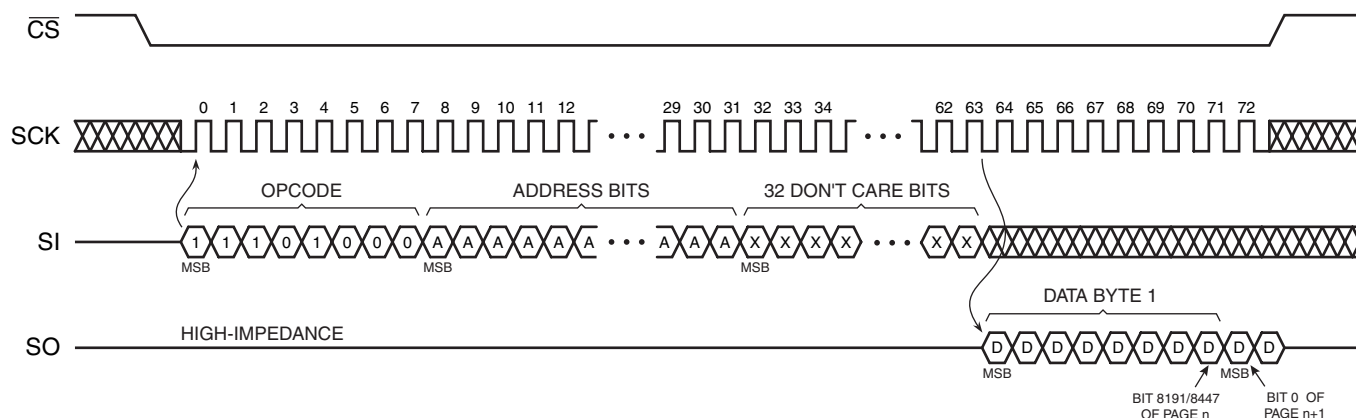 CS
SCK 0 1 2 3 4 5 6 7 8 9 10 11 12 • • • 29 30 31 32 33 34 • • • 62 63 64 65 66 67 68 69 70 71 72
OPCODE ADDRESS BITS 32 DON'T CARE BITS
SI 1 1 1 0 1 0 0 0 A A A A A A • • • A A A X X X X • • • X X
MSB MSB MSB
DATA BYTE 1
HIGH-IMPEDANCE
SO D D D D D D D D D D
MSB MSB
BIT 8191/8447
OF PAGE n
BIT 0 OF
PAGE n+1